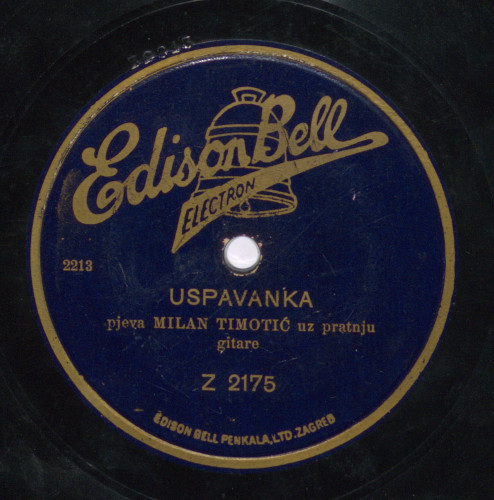 Edison Bell
ELECTRON
2213
USPAVANKA
pjeva MILAN TIMOTIĆ uz pratnju
gitare
Z 2175
EDISON BELL PENKALA, LTD. ZAGREB